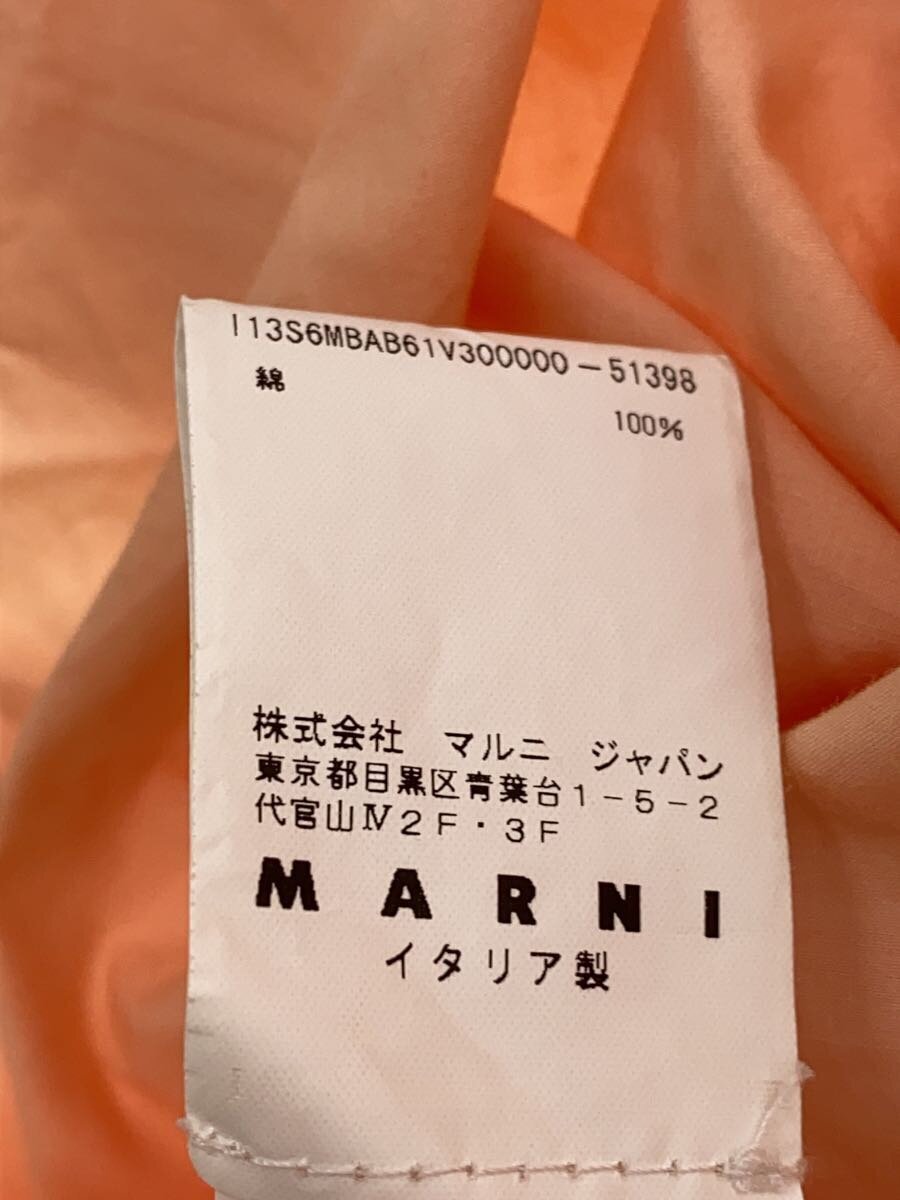 I13S6MBAB61V300000-51398
綿
100%
株式会社 マルニ ジャパン
東京都目黒区青葉台1-5-2
代官山Ⅳ2F・3F
MARNI
イタリア製